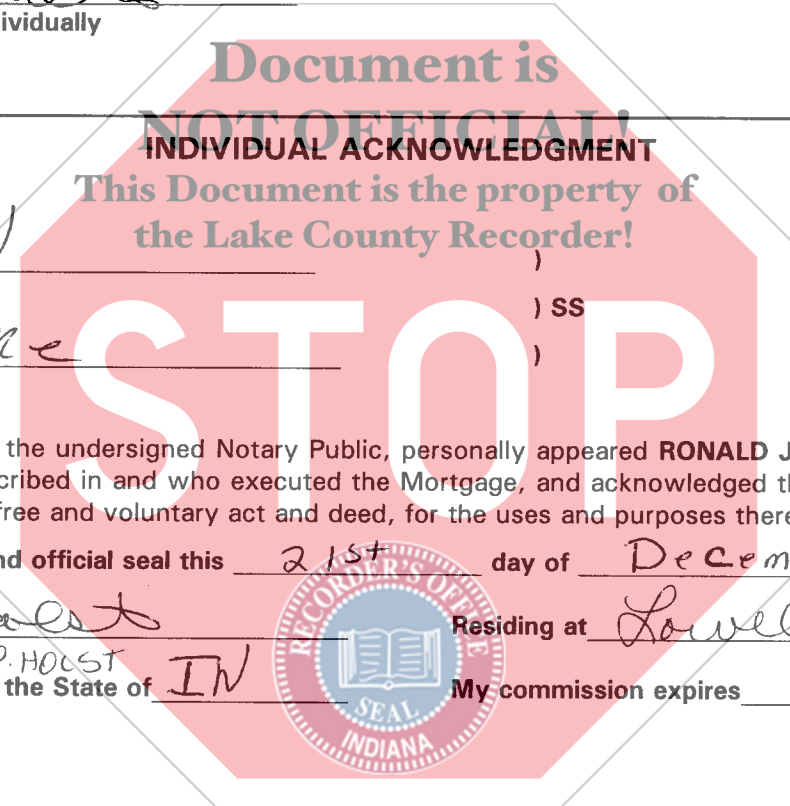 ividually
Document is
NOT OFFICIAL!
INDIVIDUAL ACKNOWLEDGMENT
This Document is the property of
the Lake County Recorder!
)
) SS
)
STOP
the undersigned Notary Public, personally appeared RONALD J
cribed in and who executed the Mortgage, and acknowledged th
free and voluntary act and deed, for the uses and purposes there
nd official seal this 21st day of Decem
Residing at Lowel
P. HOLST
the State of IN My commission expires
RECORDER'S OFFICE
SEAL
INDIANA